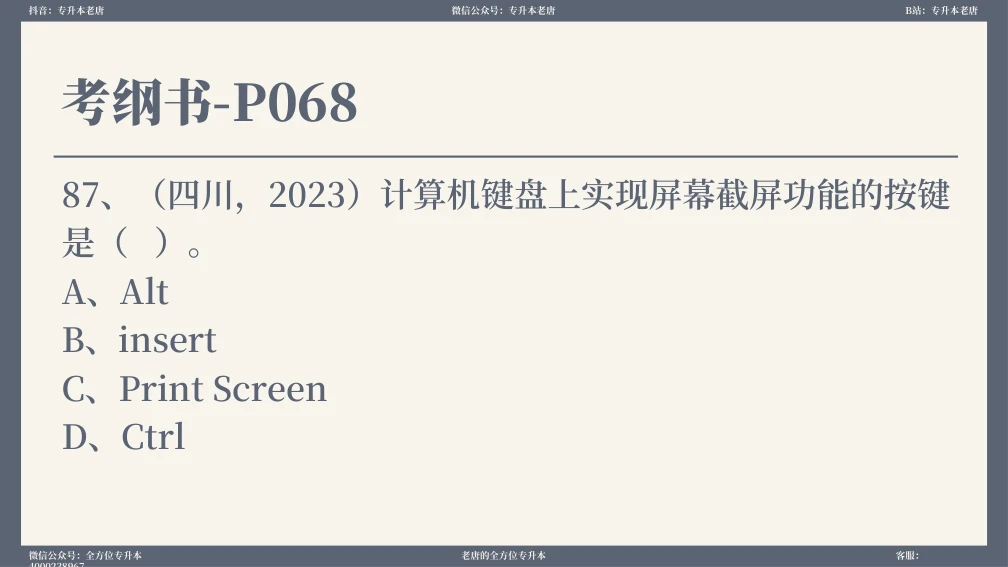 抖音：专升本老唐
微信公众号：专升本老唐
B站：专升本老唐
考纲书-P068
87、（四川，2023）计算机键盘上实现屏幕截屏功能的按键
是（  ）。
A、Alt
B、insert
C、Print Screen
D、Ctrl
微信公众号：全方位专升本
老唐的全方位专升本
客服：
4000238967